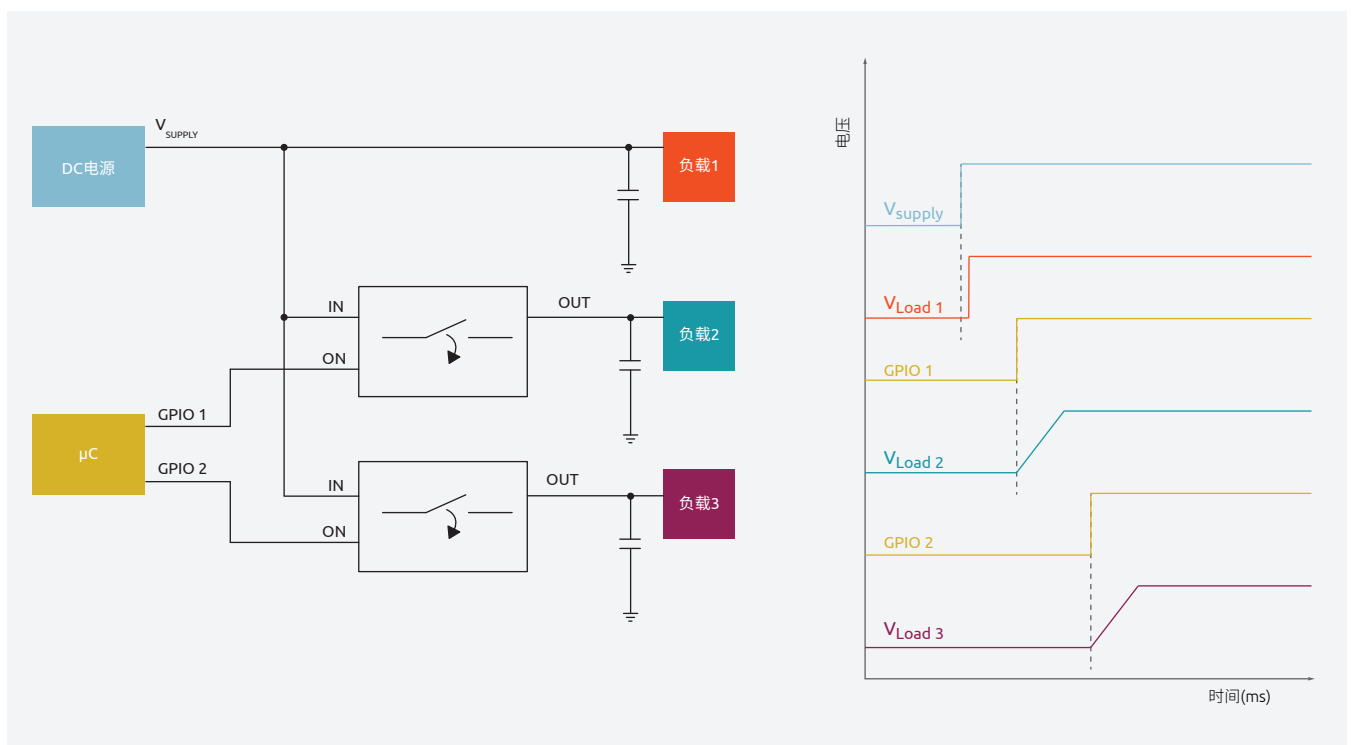 V SUPPLY
DC电源
负载1
IN
OUT
负载2
ON
GPIO 1
μC
GPIO 2
IN
OUT
负载3
ON
电压
Vsupply
VLoad 1
GPIO 1
VLoad 2
GPIO 2
VLoad 3
时间(ms)